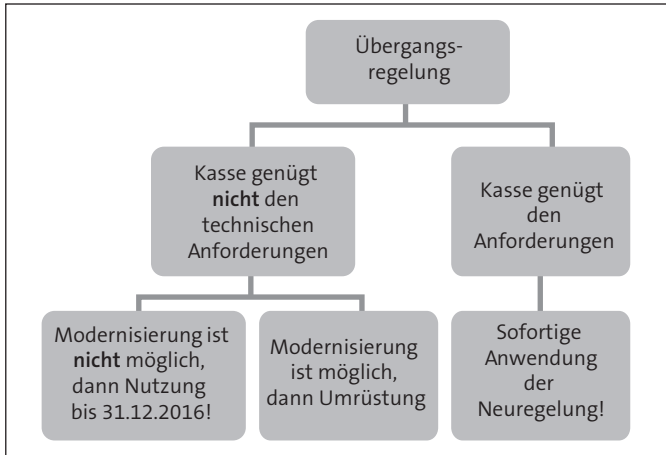 Übergangs-
regelung
Kasse genügt
nicht den
technischen
Anforderungen
Kasse genügt
den
Anforderungen
Modernisierung ist
nicht möglich,
dann Nutzung
bis 31.12.2016!
Modernisierung
ist möglich,
dann Umrüstung
Sofortige
Anwendung
der
Neuregelung!